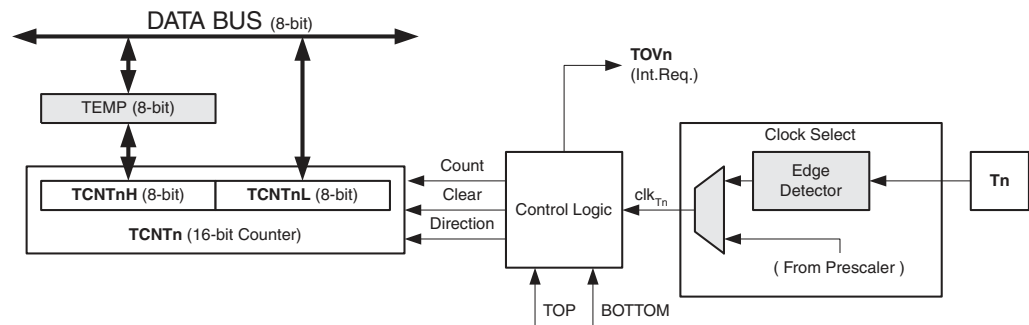 DATA BUS (8-bit)
TOVn
(Int.Req.)
TEMP (8-bit)
Clock Select
Count
Edge
Detector
Tn
TCNTnH (8-bit)
TCNTnL (8-bit)
Clear
Control Logic
clkTn
TCNTn (16-bit Counter)
Direction
( From Prescaler )
TOP
BOTTOM